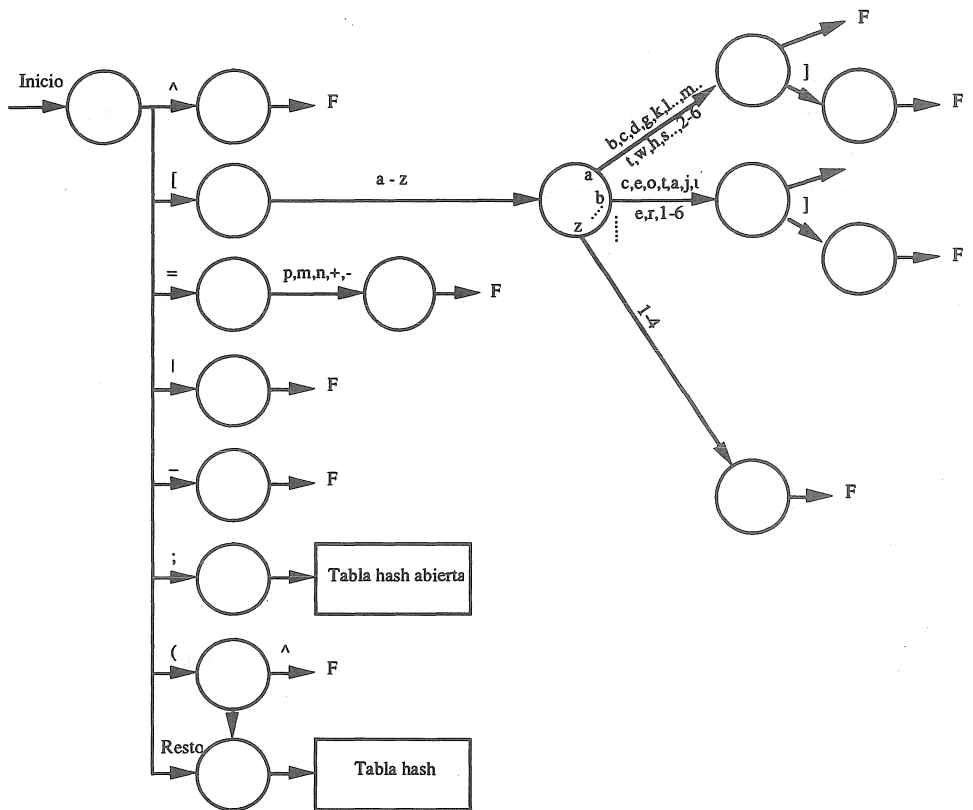 Inicio
^
F
[
a - z
a
b
.....
z
b,c,d,g,k,l..,m..
t,w,h,s..,2-6
F
]
F
c,e,o,t,a,j,
e,r,1-6
]
F
1-4
F
=
p,m,n,+,-
F
|
F
_
F
;
Tabla hash abierta
(
^
F
Resto
Tabla hash